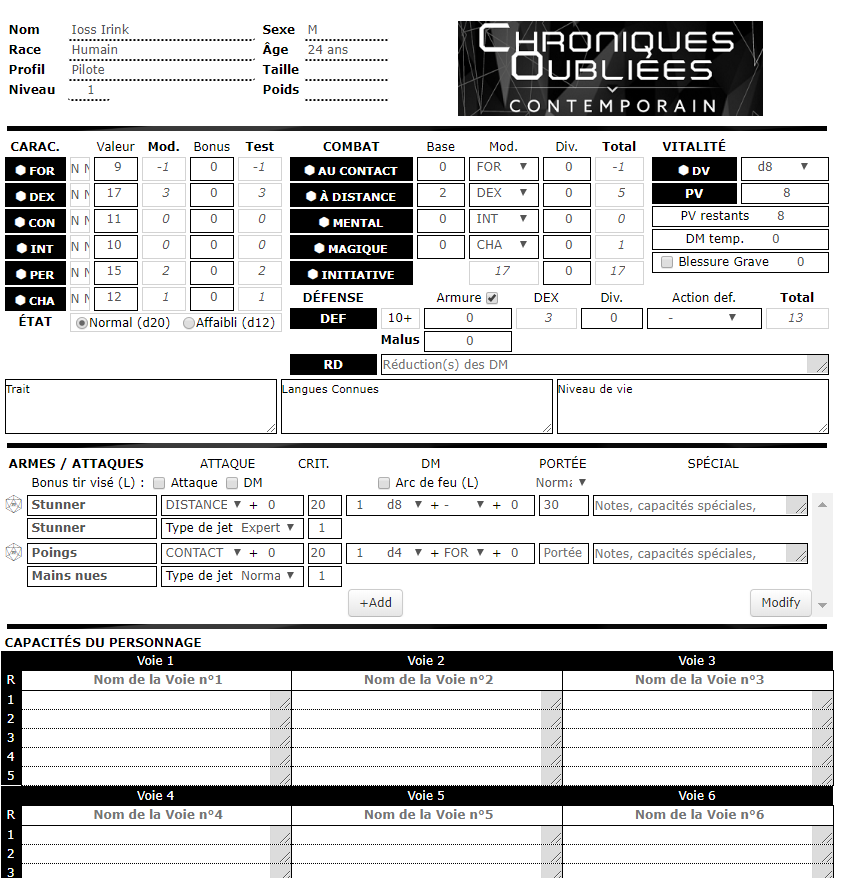 Nom Ioss Irink Sexe M
Race Humain Âge 24 ans
Profil Pilote Taille
Niveau 1 Poids
CHRONIQUES
OUBLIÉES
CONTEMPORAIN
CARAC. Valeur Mod. Bonus Test
FOR N N 9 -1 0 -1
DEX N N 17 3 0 3
CON N N 11 0 0 0
INT N N 10 0 0 0
PER N N 15 2 0 2
CHA N N 12 1 0 1
ÉTAT Normal (d20) Affaibli (d12)
COMBAT Base Mod. Div. Total
AU CONTACT 0 FOR 0 -1
À DISTANCE 2 DEX 0 5
MENTAL 0 INT 0 0
MAGIQUE 0 CHA 0 1
INITIATIVE 17 0 17
DÉFENSE Armure DEX Div. Action def. Total
DEF 10+ 0 3 0 - 13
Malus 0
RD Réduction(s) des DM
VITALITÉ
DV d8
PV 8
PV restants 8
DM temp. 0
Blessure Grave 0
Trait Langues Connues Niveau de vie
ARMES / ATTAQUES ATTAQUE CRIT. DM PORTÉE SPÉCIAL
Bonus tir visé (L) : Attaque DM Arc de feu (L) Norma
Stunner DISTANCE + 0 20 1 d8 + - + 0 30 Notes, capacités spéciales,
Stunner Type de jet Expert 1
Poings CONTACT + 0 20 1 d4 + FOR + 0 Portée Notes, capacités spéciales,
Mains nues Type de jet Norma 1
+Add Modify
CAPACITÉS DU PERSONNAGE
Voie 1 Voie 2 Voie 3
R Nom de la Voie n°1 Nom de la Voie n°2 Nom de la Voie n°3
1
2
3
4
5
Voie 4 Voie 5 Voie 6
R Nom de la Voie n°4 Nom de la Voie n°5 Nom de la Voie n°6
1
2
3